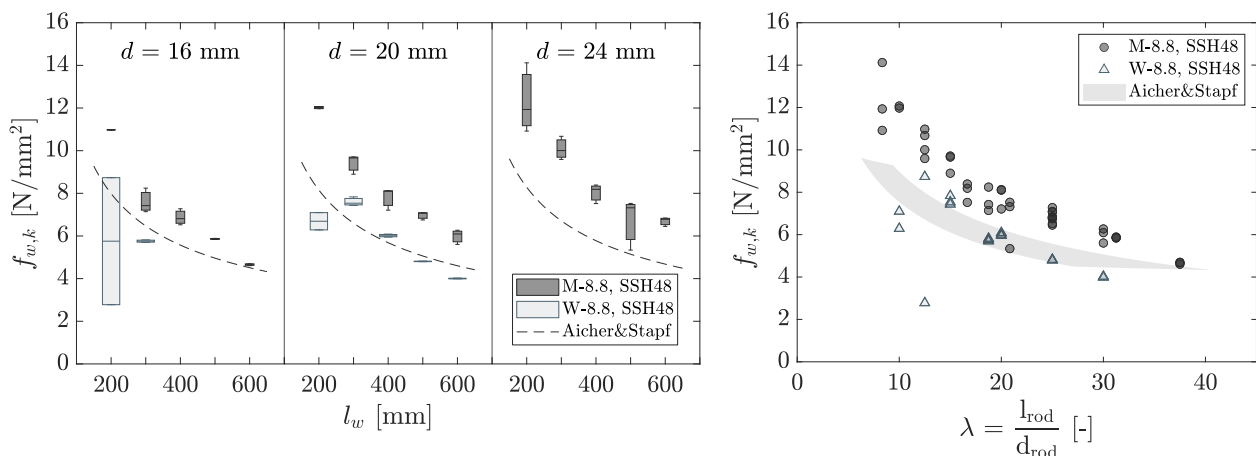 16
14
12
10
8
6
4
2
0
f_{w,k} [N/mm²]
d = 16 mm
d = 20 mm
d = 24 mm
M-8.8, SSH48
W-8.8, SSH48
Aicher&Stapf
200 400 600 200 400 600 200 400 600
l_w [mm]
16
14
12
10
8
6
4
2
0
f_{w,k} [N/mm²]
M-8.8, SSH48
W-8.8, SSH48
Aicher&Stapf
0 10 20 30 40
λ = l_rod / d_rod [-]